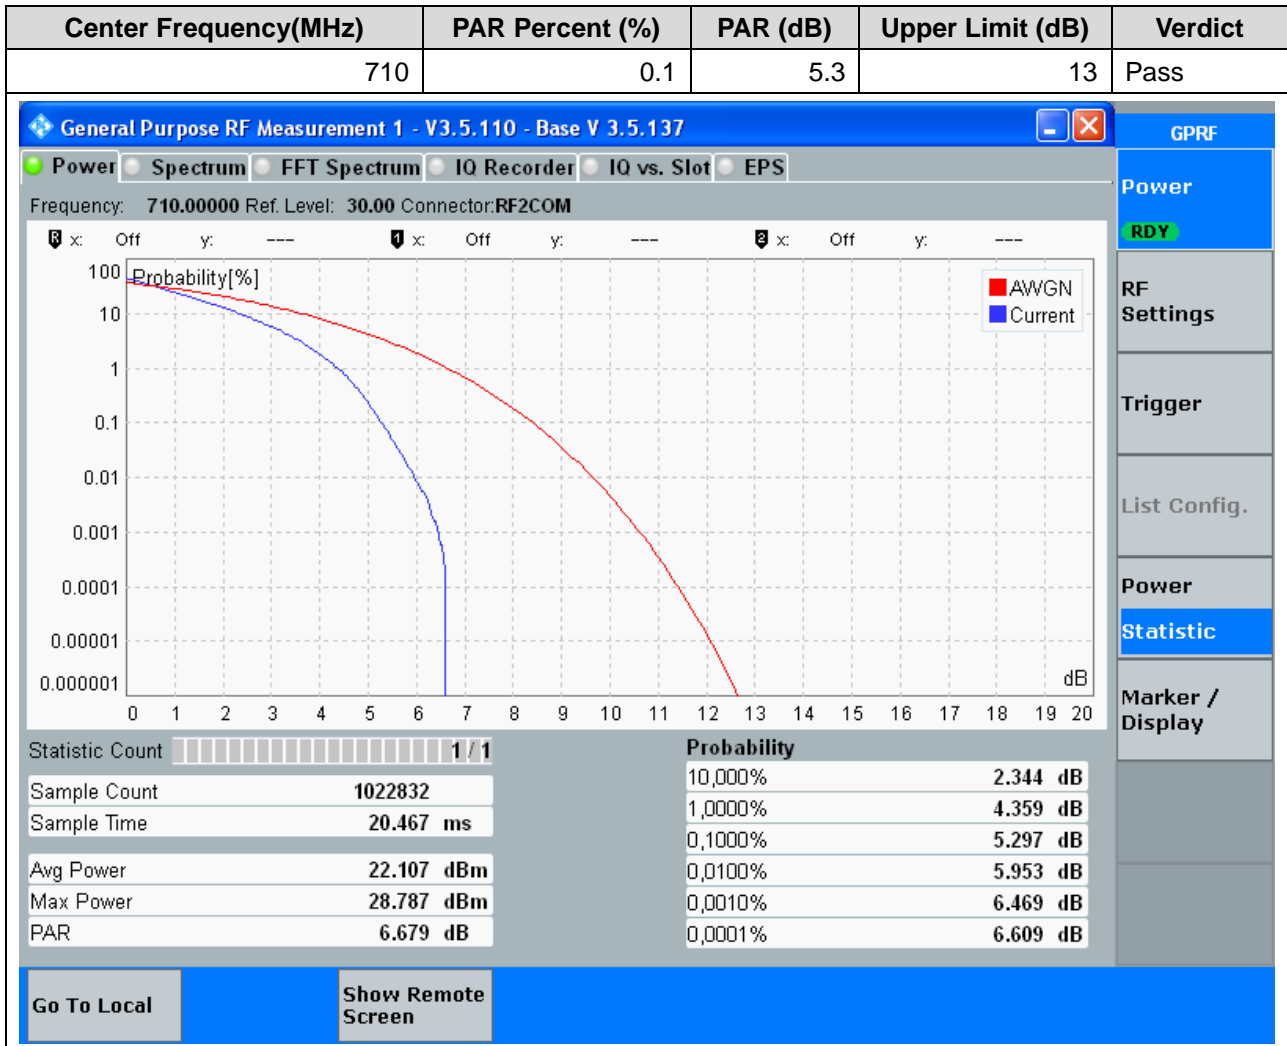 Center Frequency(MHz) PAR Percent (%) PAR (dB) Upper Limit (dB) Verdict
710 0.1 5.3 13 Pass
General Purpose RF Measurement 1 - V3.5.110 - Base V 3.5.137
GPRF
Power Spectrum FFT Spectrum IQ Recorder IQ vs. Slot EPS
Power
RDY
Frequency: 710.00000 Ref. Level: 30.00 Connector:RF2COM
R x: Off y: --- 1 x: Off y: --- 2 x: Off y: ---
Probability[%]
AWGN
Current
100
10
1
0.1
0.01
0.001
0.0001
0.00001
0.000001
dB
0 1 2 3 4 5 6 7 8 9 10 11 12 13 14 15 16 17 18 19 20
RF
Settings
Trigger
List Config.
Power
Statistic
Marker /
Display
Statistic Count 1 / 1
Sample Count 1022832
Sample Time 20.467 ms
Avg Power 22.107 dBm
Max Power 28.787 dBm
PAR 6.679 dB
Probability
10,000% 2.344 dB
1,0000% 4.359 dB
0,1000% 5.297 dB
0,0100% 5.953 dB
0,0010% 6.469 dB
0,0001% 6.609 dB
Go To Local
Show Remote
Screen